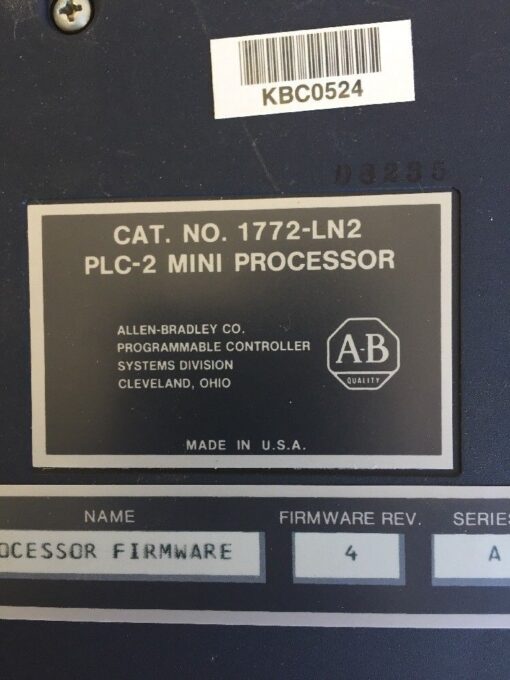 KBC0524
D3235
CAT. NO. 1772-LN2
PLC-2 MINI PROCESSOR
ALLEN-BRADLEY CO.
PROGRAMMABLE CONTROLLER
SYSTEMS DIVISION
CLEVELAND, OHIO
A-B
QUALITY
MADE IN U.S.A.
NAME FIRMWARE REV. SERIES
OCESSOR FIRMWARE 4 A